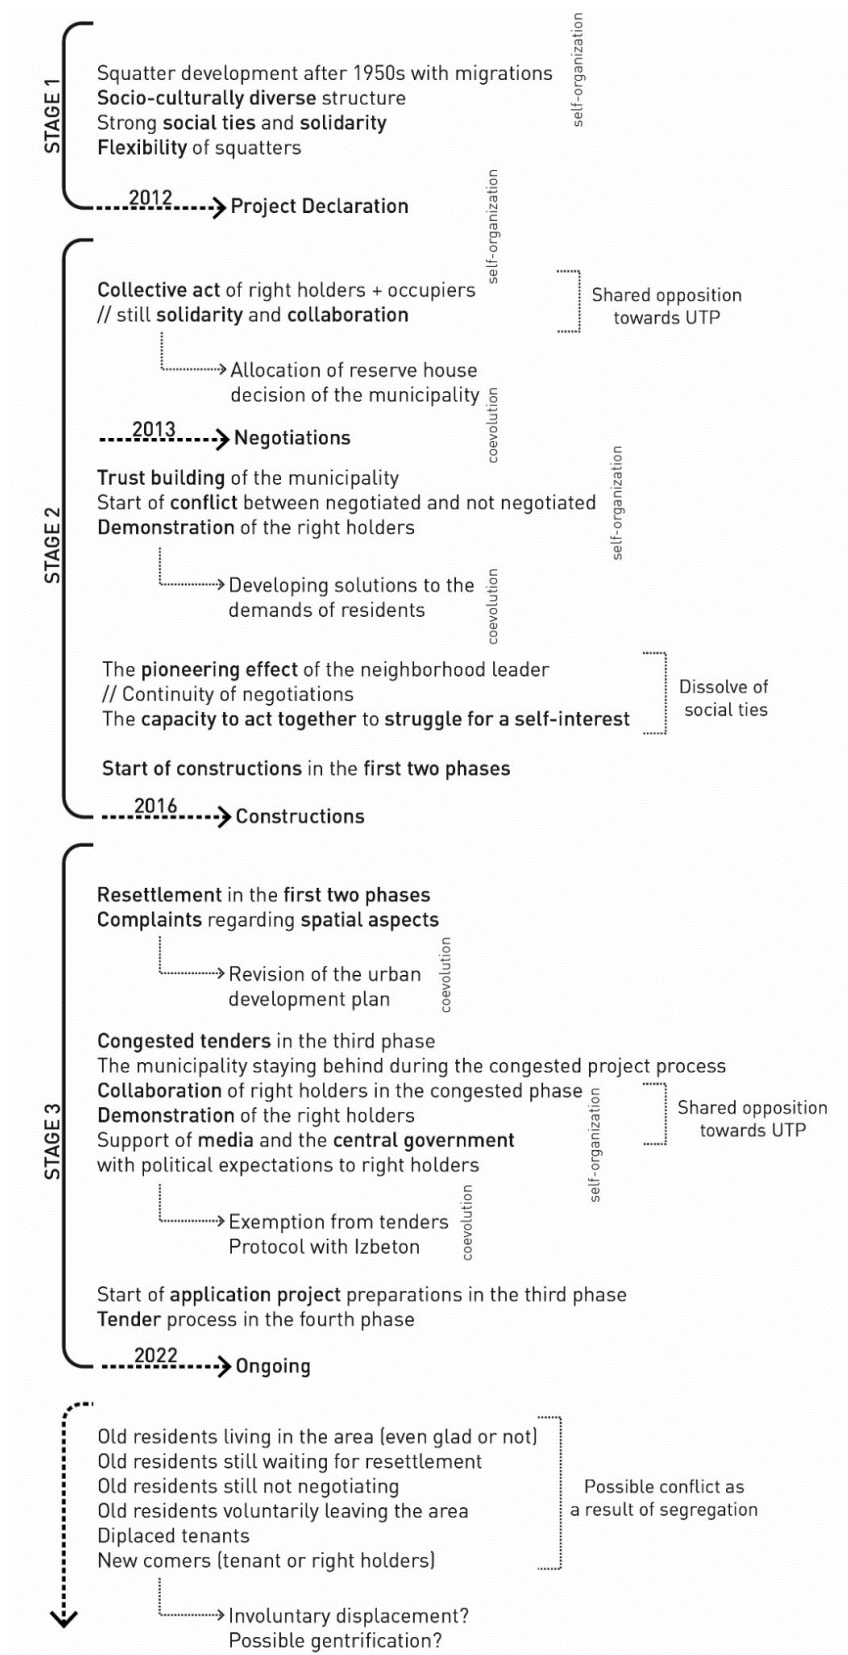 STAGE 1
self-organization
Squatter development after 1950s with migrations
Socio-culturally diverse structure
Strong social ties and solidarity
Flexibility of squatters
2012
Project Declaration
self-organization
STAGE 2
Collective act of right holders + occupiers
// still solidarity and collaboration
Shared opposition
towards UTP
Allocation of reserve house
decision of the municipality
coevolution
2013
Negotiations
Trust building of the municipality
Start of conflict between negotiated and not negotiated
Demonstration of the right holders
self-organization
Developing solutions to the
demands of residents
coevolution
The pioneering effect of the neighborhood leader
// Continuity of negotiations
The capacity to act together to struggle for a self-interest
Dissolve of
social ties
Start of constructions in the first two phases
2016
Constructions
STAGE 3
Resettlement in the first two phases
Complaints regarding spatial aspects
Revision of the urban
development plan
coevolution
Congested tenders in the third phase
The municipality staying behind during the congested project process
Collaboration of right holders in the congested phase
Demonstration of the right holders
Support of media and the central government
with political expectations to right holders
self-organization
Shared opposition
towards UTP
Exemption from tenders
Protocol with Izbeton
coevolution
Start of application project preparations in the third phase
Tender process in the fourth phase
2022
Ongoing
Old residents living in the area (even glad or not)
Old residents still waiting for resettlement
Old residents still not negotiating
Old residents voluntarily leaving the area
Diplaced tenants
New comers (tenant or right holders)
Possible conflict as
a result of segregation
Involuntary displacement?
Possible gentrification?